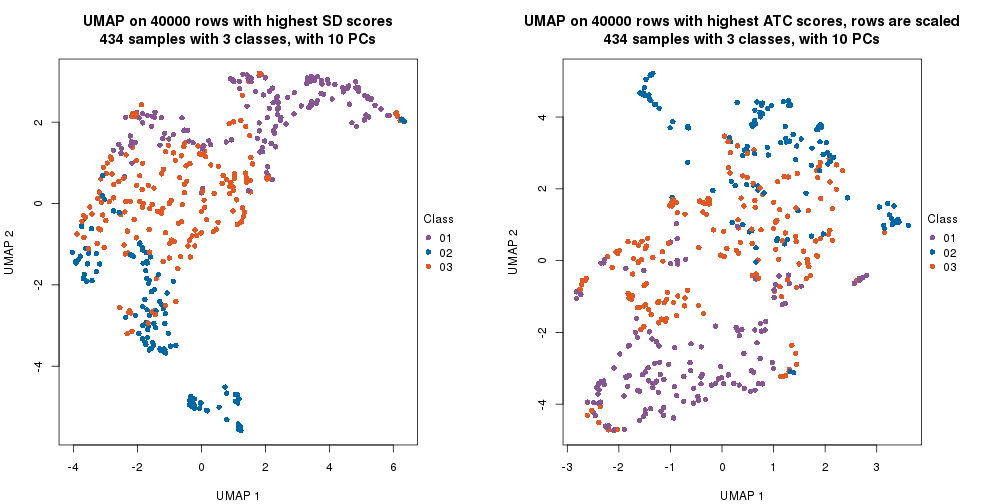 UMAP on 40000 rows with highest SD scores
434 samples with 3 classes, with 10 PCs
UMAP 2
2
0
-2
-4
-4
-2
0
2
4
6
UMAP 1
Class
01
02
03
UMAP on 40000 rows with highest ATC scores, rows are scaled
434 samples with 3 classes, with 10 PCs
UMAP 2
4
2
0
-2
-4
-3
-2
-1
0
1
2
3
UMAP 1
Class
01
02
03